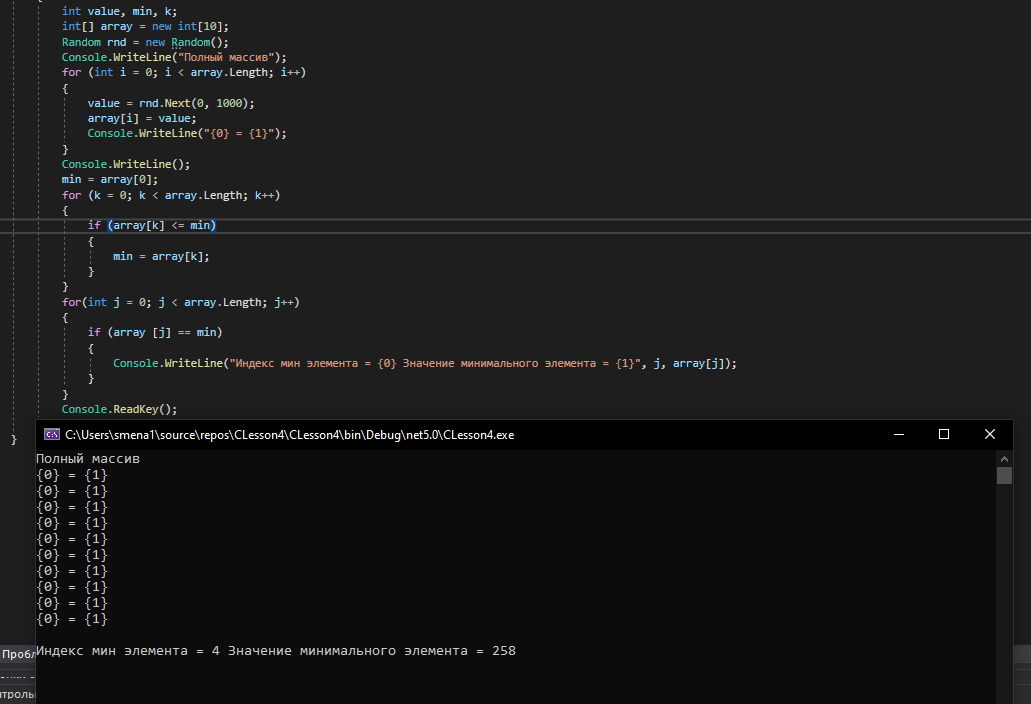 int value, min, k;
int[] array = new int[10];
Random rnd = new Random();
Console.WriteLine("Полный массив");
for (int i = 0; i < array.Length; i++)
{
value = rnd.Next(0, 1000);
array[i] = value;
Console.WriteLine("{0} = {1}");
}
Console.WriteLine();
min = array[0];
for (k = 0; k < array.Length; k++)
{
if (array[k] <= min)
{
min = array[k];
}
}
for(int j = 0; j < array.Length; j++)
{
if (array [j] == min)
{
Console.WriteLine("Индекс мин элемента = {0} Значение минимального элемента = {1}", j, array[j]);
}
}
Console.ReadKey();
}
C:\Users\smena1\source\repos\CLesson4\CLesson4\bin\Debug\net5.0\CLesson4.exe
Полный массив
{0} = {1}
{0} = {1}
{0} = {1}
{0} = {1}
{0} = {1}
{0} = {1}
{0} = {1}
{0} = {1}
{0} = {1}
{0} = {1}
Индекс мин элемента = 4 Значение минимального элемента = 258